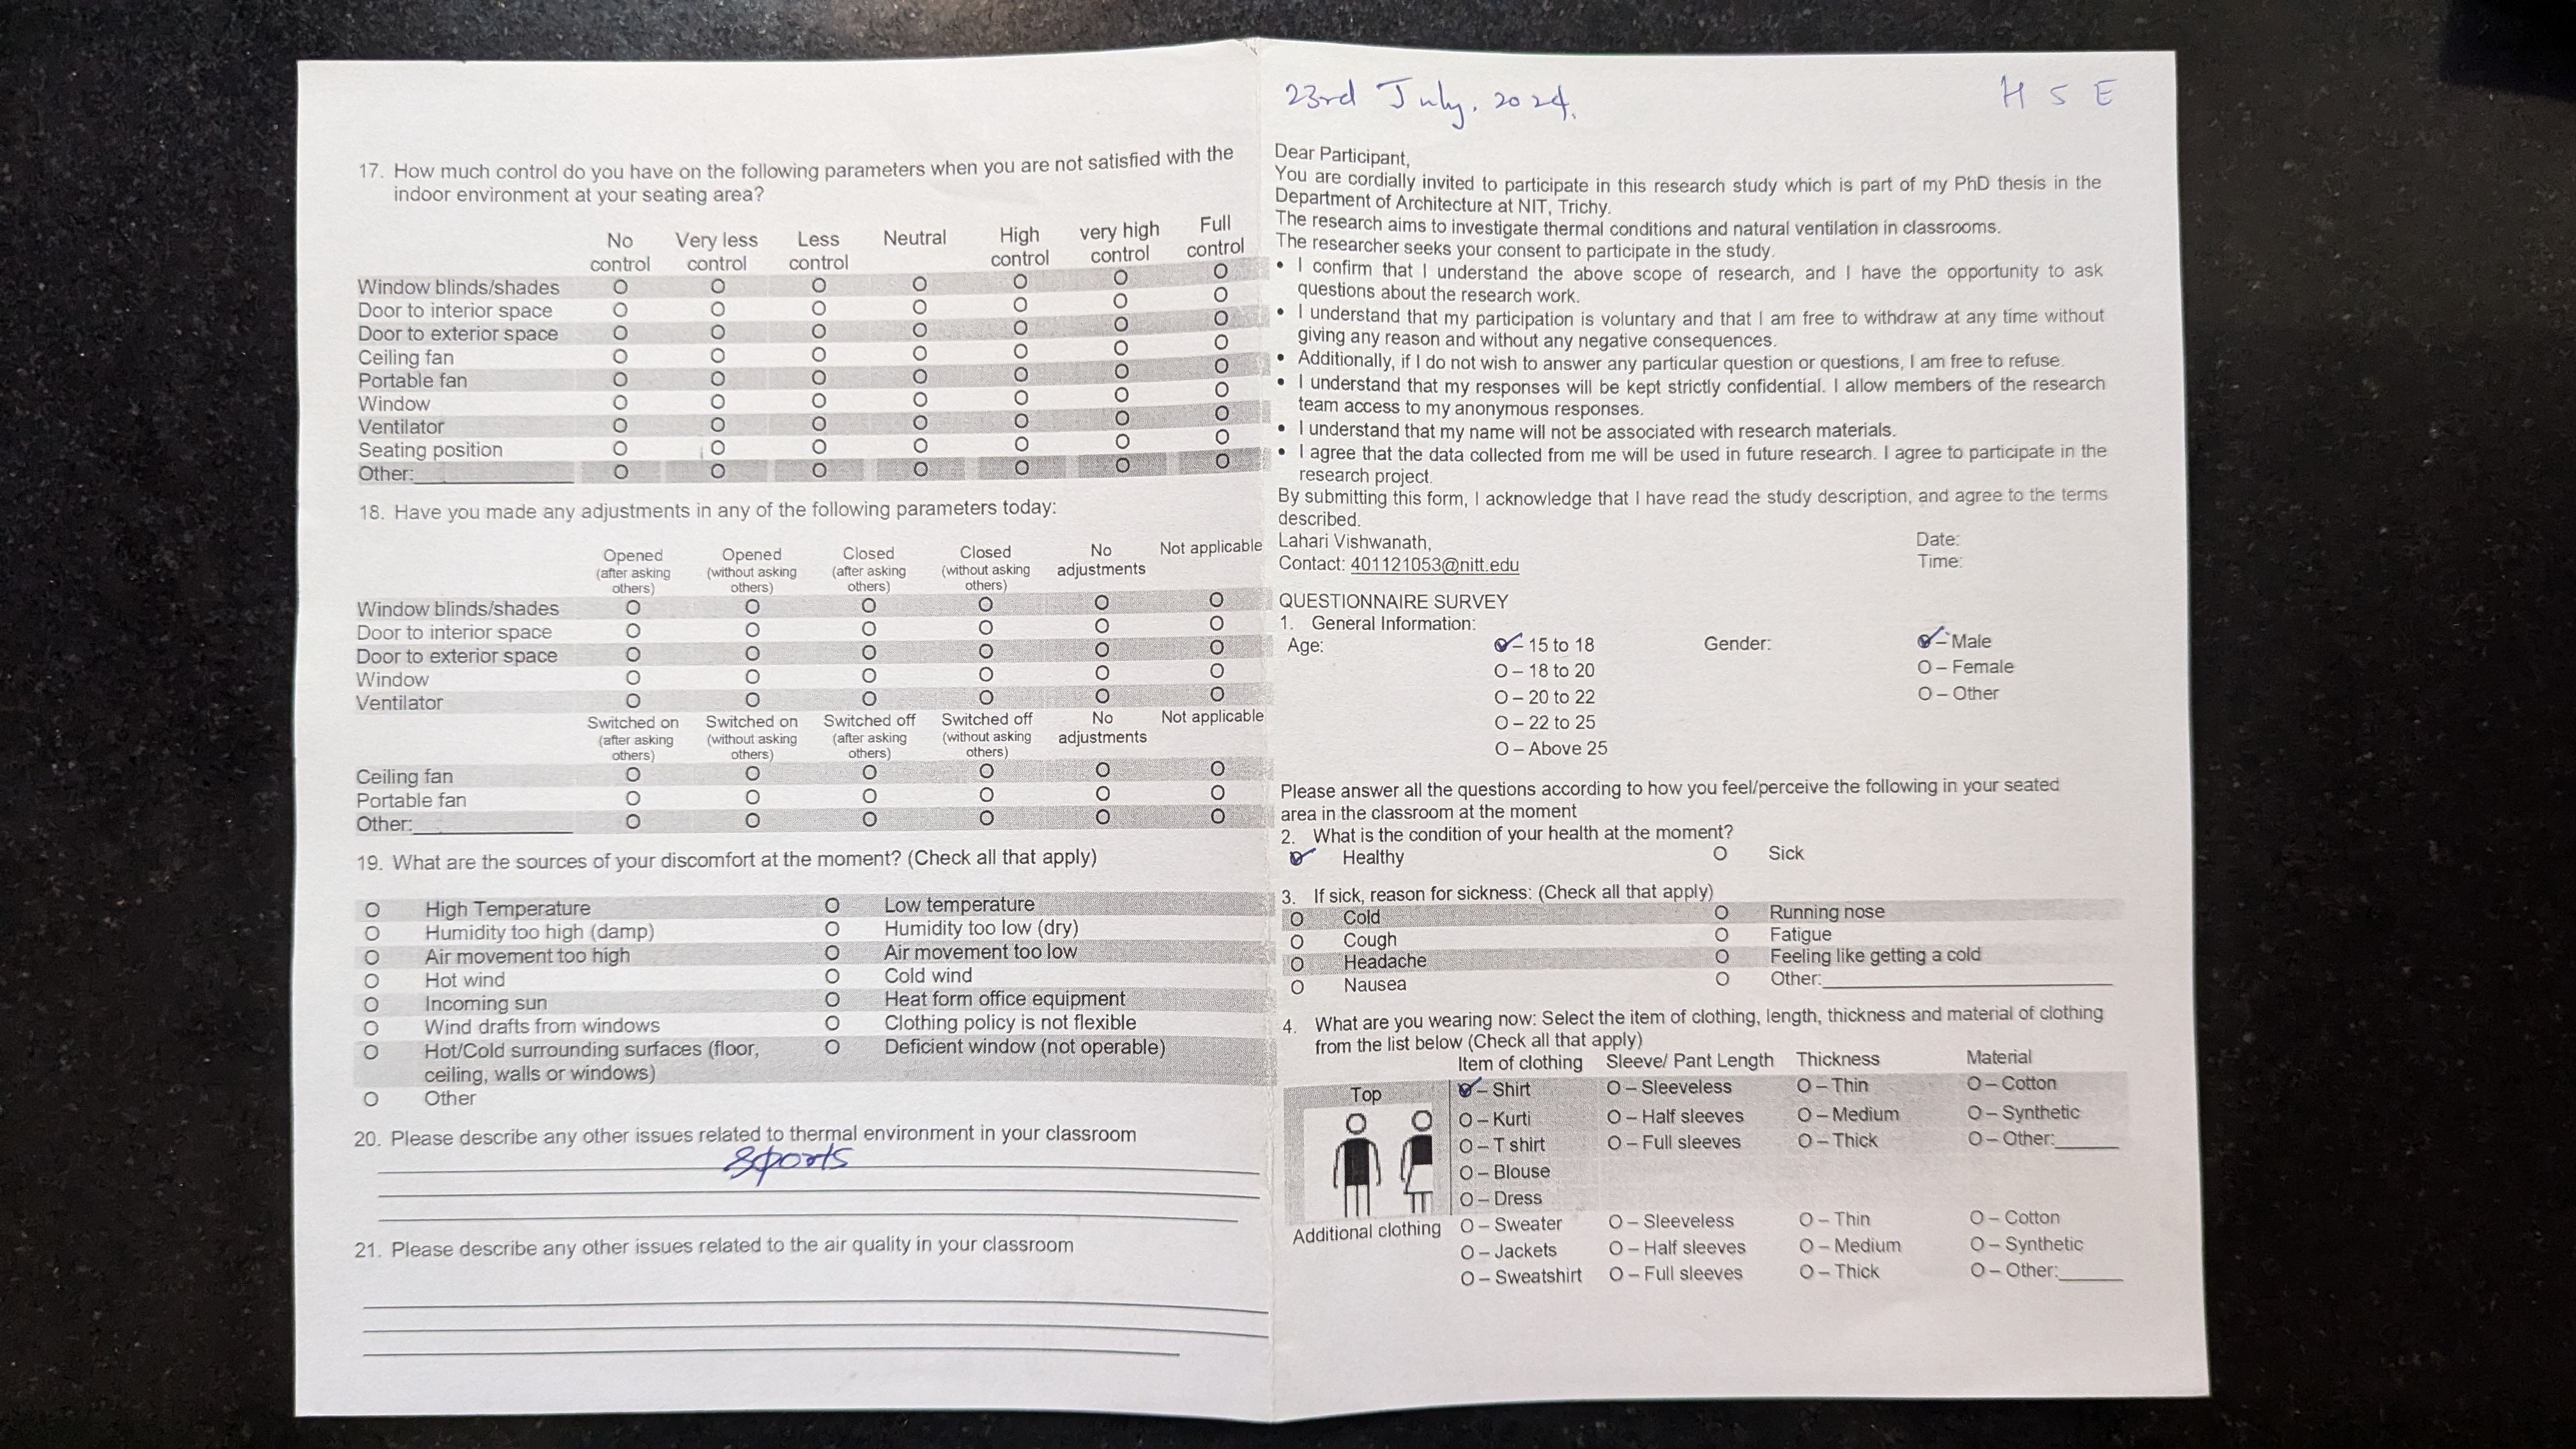 17. How much control do you have on the following parameters when you are not satisfied with the
indoor environment at your seating area?
No control Very less control Less control Neutral High control very high control Full control
Window blinds/shades O O O O O O O
Door to interior space O O O O O O O
Door to exterior space O O O O O O O
Ceiling fan O O O O O O O
Portable fan O O O O O O O
Window O O O O O O O
Ventilator O O O O O O O
Seating position O O O O O O O
Other:____________ O O O O O O O
18. Have you made any adjustments in any of the following parameters today:
Opened (after asking others) Opened (without asking others) Closed (after asking others) Closed (without asking others) No adjustments Not applicable
Window blinds/shades O O O O O O
Door to interior space O O O O O O
Door to exterior space O O O O O O
Window O O O O O O
Ventilator O O O O O O
Switched on (after asking others) Switched on (without asking others) Switched off (after asking others) Switched off (without asking others) No adjustments Not applicable
Ceiling fan O O O O O O
Portable fan O O O O O O
Other:____________ O O O O O O
19. What are the sources of your discomfort at the moment? (Check all that apply)
O High Temperature O Low temperature
O Humidity too high (damp) O Humidity too low (dry)
O Air movement too high O Air movement too low
O Hot wind O Cold wind
O Incoming sun O Heat form office equipment
O Wind drafts from windows O Clothing policy is not flexible
O Hot/Cold surrounding surfaces (floor, O Deficient window (not operable)
ceiling, walls or windows)
O Other
20. Please describe any other issues related to thermal environment in your classroom
sports
21. Please describe any other issues related to the air quality in your classroom
23rd July. 2024. H S E
Dear Participant,
You are cordially invited to participate in this research study which is part of my PhD thesis in the
Department of Architecture at NIT, Trichy.
The research aims to investigate thermal conditions and natural ventilation in classrooms.
The researcher seeks your consent to participate in the study.
• I confirm that I understand the above scope of research, and I have the opportunity to ask
questions about the research work.
• I understand that my participation is voluntary and that I am free to withdraw at any time without
giving any reason and without any negative consequences.
• Additionally, if I do not wish to answer any particular question or questions, I am free to refuse.
• I understand that my responses will be kept strictly confidential. I allow members of the research
team access to my anonymous responses.
• I understand that my name will not be associated with research materials.
• I agree that the data collected from me will be used in future research. I agree to participate in the
research project.
By submitting this form, I acknowledge that I have read the study description, and agree to the terms
described.
Lahari Vishwanath, Date:
Contact: 401121053@nitt.edu Time:
QUESTIONNAIRE SURVEY
1. General Information:
Age: ✓– 15 to 18 Gender: ✓– Male
O – 18 to 20 O – Female
O – 20 to 22 O – Other
O – 22 to 25
O – Above 25
Please answer all the questions according to how you feel/perceive the following in your seated
area in the classroom at the moment
2. What is the condition of your health at the moment?
✓ Healthy O Sick
3. If sick, reason for sickness: (Check all that apply)
O Cold O Running nose
O Cough O Fatigue
O Headache O Feeling like getting a cold
O Nausea O Other:____________
4. What are you wearing now: Select the item of clothing, length, thickness and material of clothing
from the list below (Check all that apply)
Item of clothing Sleeve/ Pant Length Thickness Material
Top ✓– Shirt O – Sleeveless O – Thin O – Cotton
O – Kurti O – Half sleeves O – Medium O – Synthetic
O – T shirt O – Full sleeves O – Thick O – Other:______
O – Blouse
O – Dress
Additional clothing O – Sweater O – Sleeveless O – Thin O – Cotton
O – Jackets O – Half sleeves O – Medium O – Synthetic
O – Sweatshirt O – Full sleeves O – Thick O – Other:______